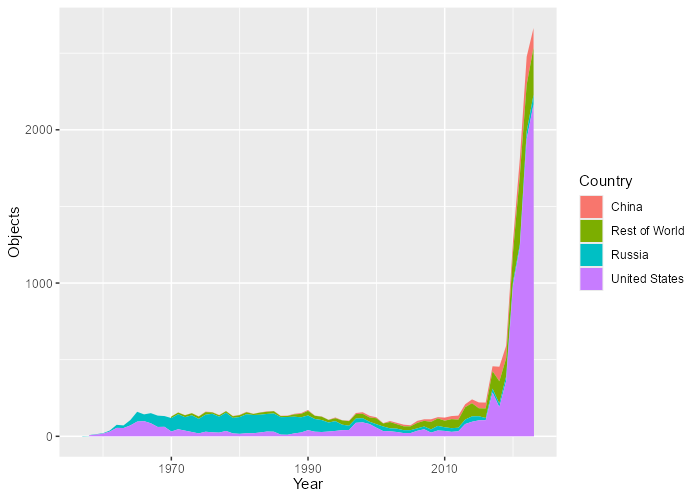 2000
1000
0
Objects
1970
1990
2010
Year
Country
China
Rest of World
Russia
United States